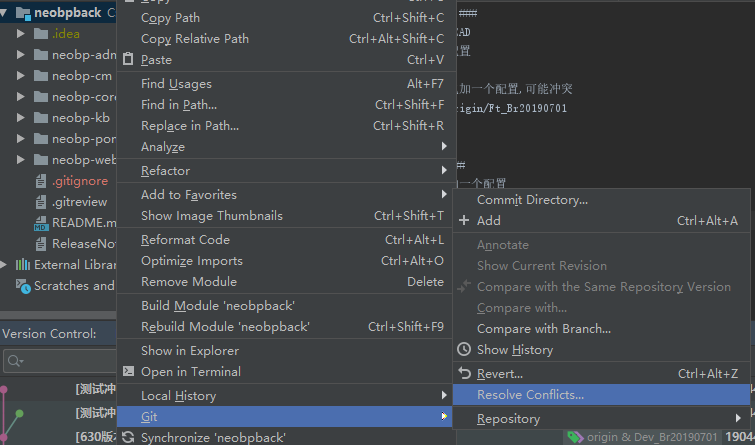 Copy
neobpback
Copy Path Ctrl+Shift+C
Copy Relative Path Ctrl+Alt+Shift+C
Paste Ctrl+V
Find Usages Alt+F7
Find in Path... Ctrl+Shift+F
Replace in Path... Ctrl+Shift+R
Analyze
Refactor
Add to Favorites
Show Image Thumbnails Ctrl+Shift+T
Reformat Code Ctrl+Alt+L
Optimize Imports Ctrl+Alt+O
Remove Module Delete
Build Module 'neobpback'
Rebuild Module 'neobpback' Ctrl+Shift+F9
Show in Explorer
Open in Terminal
Local History
Git
Synchronize 'neobpback'
.idea
neobp-adm
neobp-cm
neobp-core
neobp-kb
neobp-por
neobp-web
.gitignore
.gitreview
README.m
ReleaseNo
External Librar
Scratches and
Version Control:
[测试冲
[测试冲
[630版本
###
EAD
配置
加一个配置,可能冲突
rigin/Ft_Br20190701
#
一个配置
Commit Directory...
Add Ctrl+Alt+A
Annotate
Show Current Revision
Compare with the Same Repository Version
Compare with...
Compare with Branch...
Show History
Revert... Ctrl+Alt+Z
Resolve Conflicts...
Repository
origin & Dev_Br20190701 1904